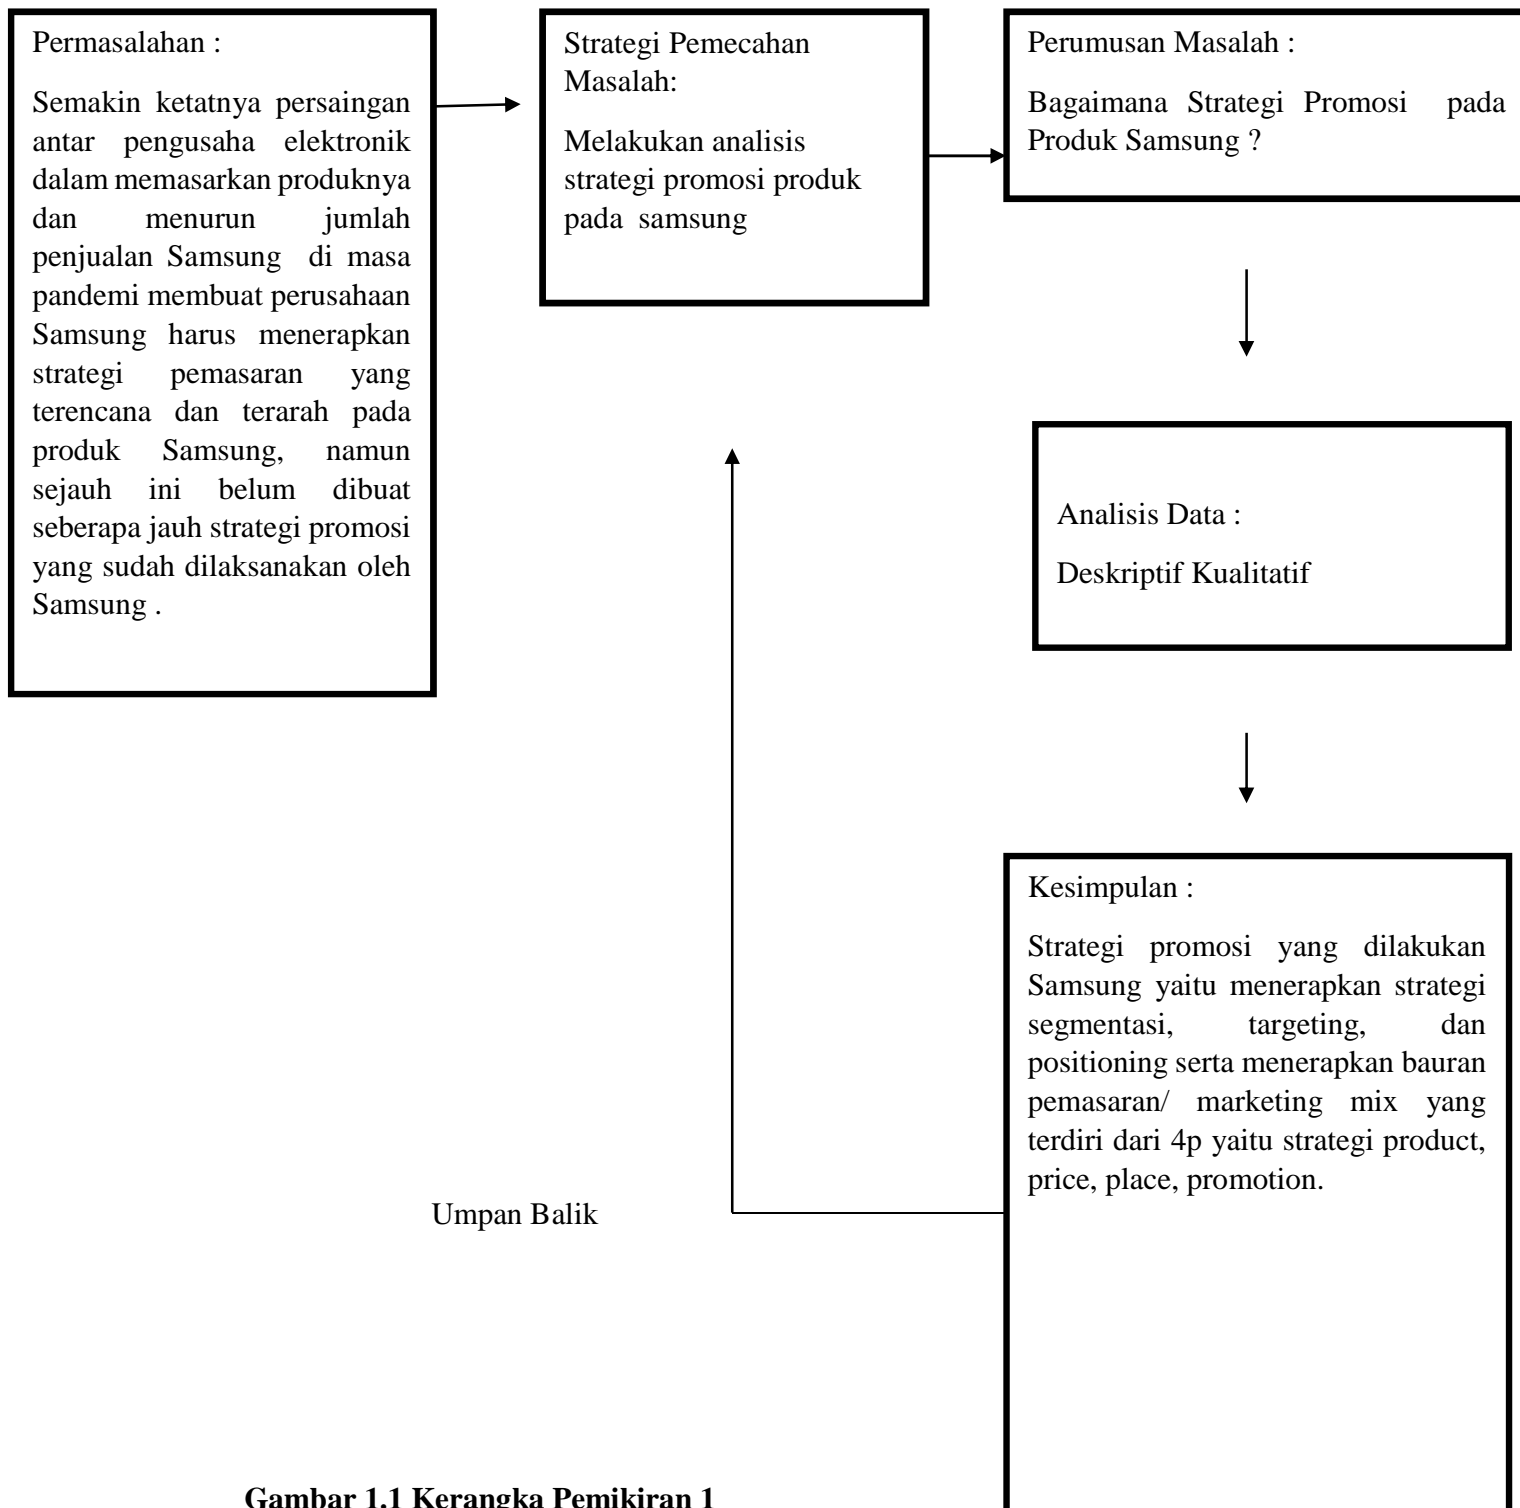 Permasalahan :
Semakin ketatnya persaingan
antar pengusaha elektronik
dalam memasarkan produknya
dan menurun jumlah
penjualan Samsung di masa
pandemi membuat perusahaan
Samsung harus menerapkan
strategi pemasaran yang
terencana dan terarah pada
produk Samsung, namun
sejauh ini belum dibuat
seberapa jauh strategi promosi
yang sudah dilaksanakan oleh
Samsung .
Strategi Pemecahan
Masalah:
Melakukan analisis
strategi promosi produk
pada samsung
Perumusan Masalah :
Bagaimana Strategi Promosi pada
Produk Samsung ?
Analisis Data :
Deskriptif Kualitatif
Kesimpulan :
Strategi promosi yang dilakukan
Samsung yaitu menerapkan strategi
segmentasi, targeting, dan
positioning serta menerapkan bauran
pemasaran/ marketing mix yang
terdiri dari 4p yaitu strategi product,
price, place, promotion.
Umpan Balik
Gambar 1.1 Kerangka Pemikiran 1